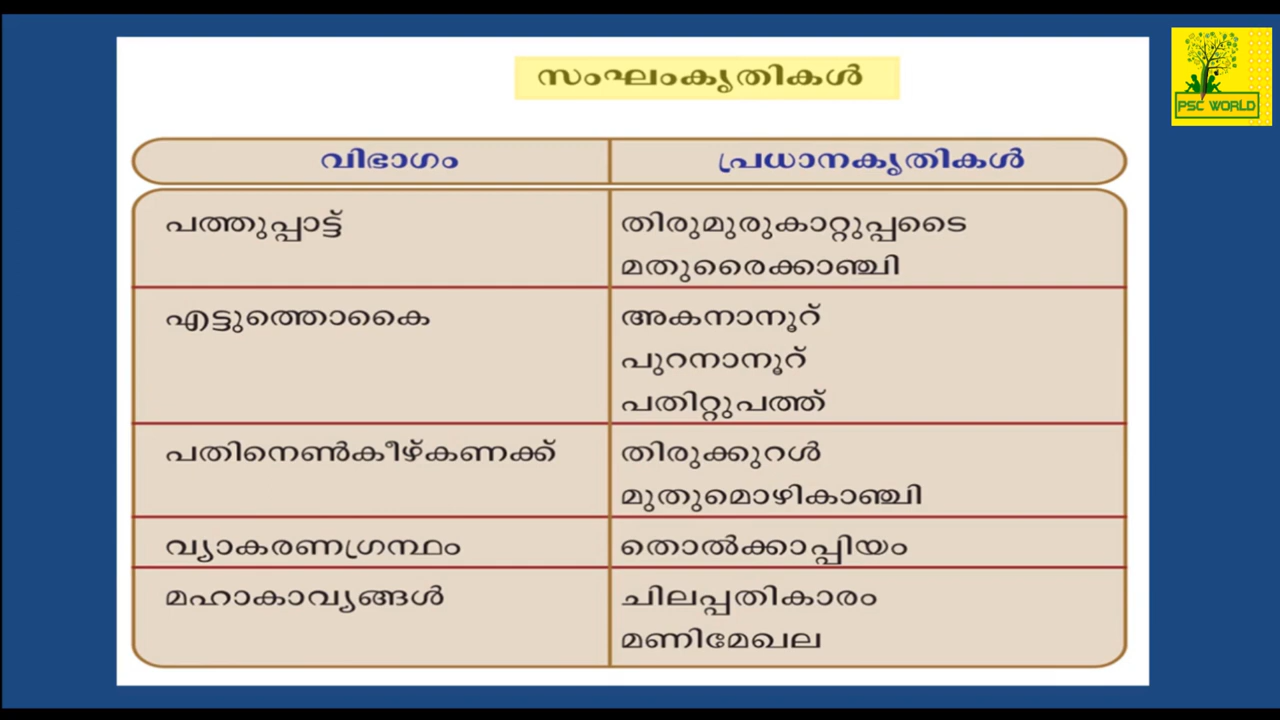 സംഘംകൃതികൾ
PSC WORLD
വിഭാഗം പ്രധാനകൃതികൾ
പത്തുപ്പാട്ട് തിരുമുരുകാറ്റുപ്പടൈ
മതുരൈക്കാഞ്ചി
എട്ടുത്തൊകൈ അകനാനൂറ്
പുറനാനൂറ്
പതിറ്റുപത്ത്
പതിനെൺകീഴ്കണക്ക് തിരുക്കുറൾ
മുതുമൊഴികാഞ്ചി
വ്യാകരണഗ്രന്ഥം തൊൽക്കാപ്പിയം
മഹാകാവ്യങ്ങൾ ചിലപ്പതികാരം
മണിമേഖല